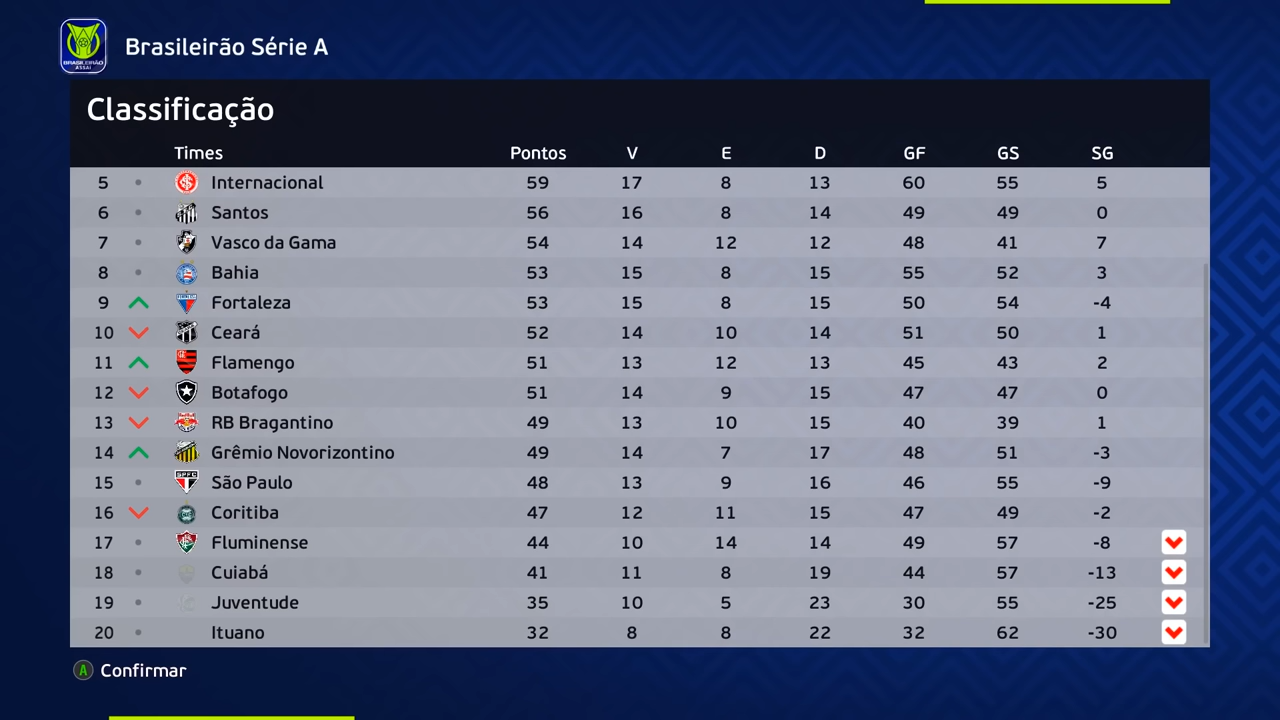 BRASILEIRÃO
ASSAÍ
Brasileirão Série A
Classificação
Times Pontos V E D GF GS SG
5 Internacional 59 17 8 13 60 55 5
6 Santos 56 16 8 14 49 49 0
7 Vasco da Gama 54 14 12 12 48 41 7
8 Bahia 53 15 8 15 55 52 3
9 Fortaleza 53 15 8 15 50 54 -4
10 Ceará 52 14 10 14 51 50 1
11 Flamengo 51 13 12 13 45 43 2
12 Botafogo 51 14 9 15 47 47 0
13 RB Bragantino 49 13 10 15 40 39 1
14 Grêmio Novorizontino 49 14 7 17 48 51 -3
15 SPFC São Paulo 48 13 9 16 46 55 -9
16 Coritiba 47 12 11 15 47 49 -2
17 Fluminense 44 10 14 14 49 57 -8
18 Cuiabá 41 11 8 19 44 57 -13
19 Juventude 35 10 5 23 30 55 -25
20 Ituano 32 8 8 22 32 62 -30
A Confirmar